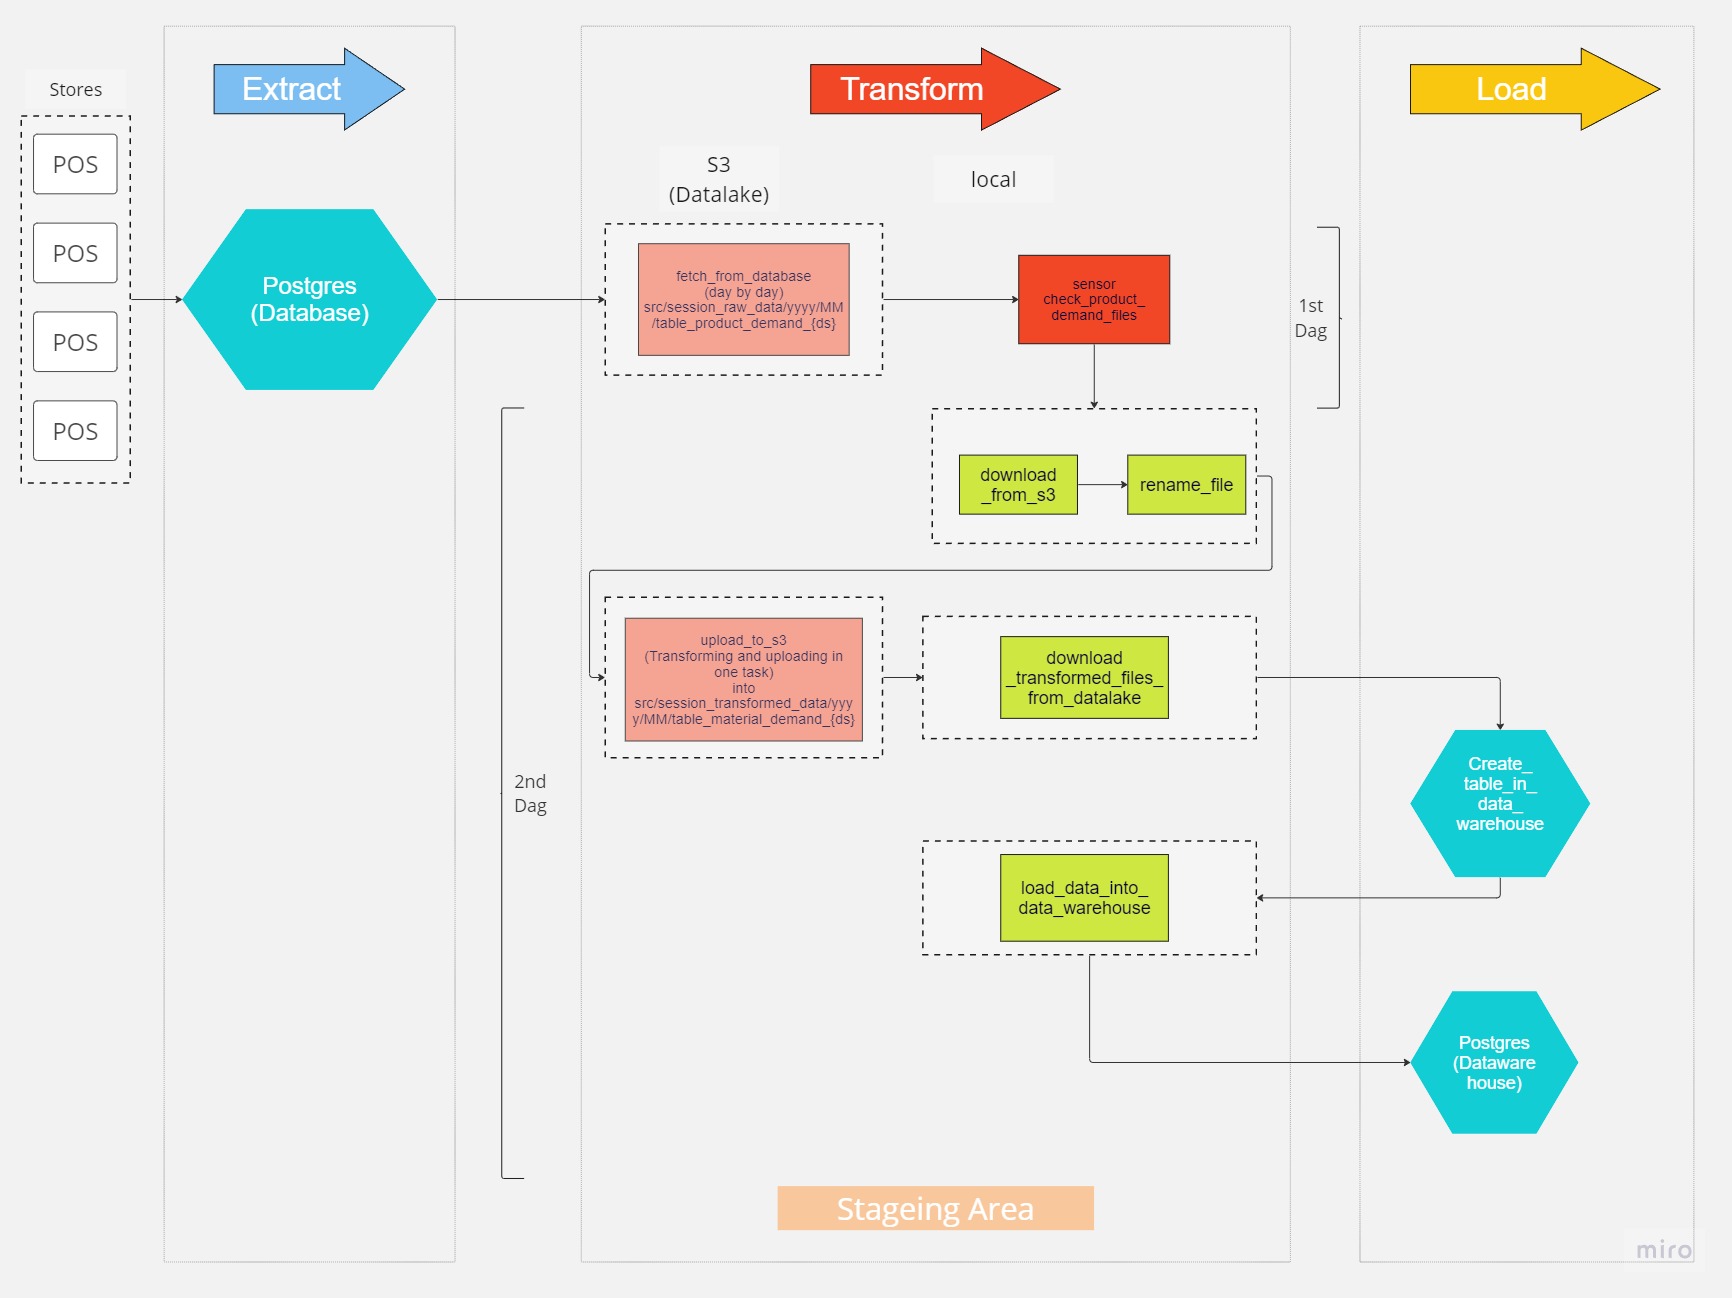 Extract
Transform
Load
Stores
POS
POS
POS
POS
Postgres
(Database)
S3
(Datalake)
local
fetch_from_database
(day by day)
src/session_raw_data/yyyy/MM
/table_product_demand_{ds}
sensor
check_product_
demand_files
1st
Dag
download
_from_s3
rename_file
upload_to_s3
(Transforming and uploading in
one task)
into
src/session_transformed_data/yyy
y/MM/table_material_demand_{ds}
download
_transformed_files_
from_datalake
2nd
Dag
Create_
table_in_
data_
warehouse
load_data_into_
data_warehouse
Postgres
(Dataware
house)
Stageing Area
miro